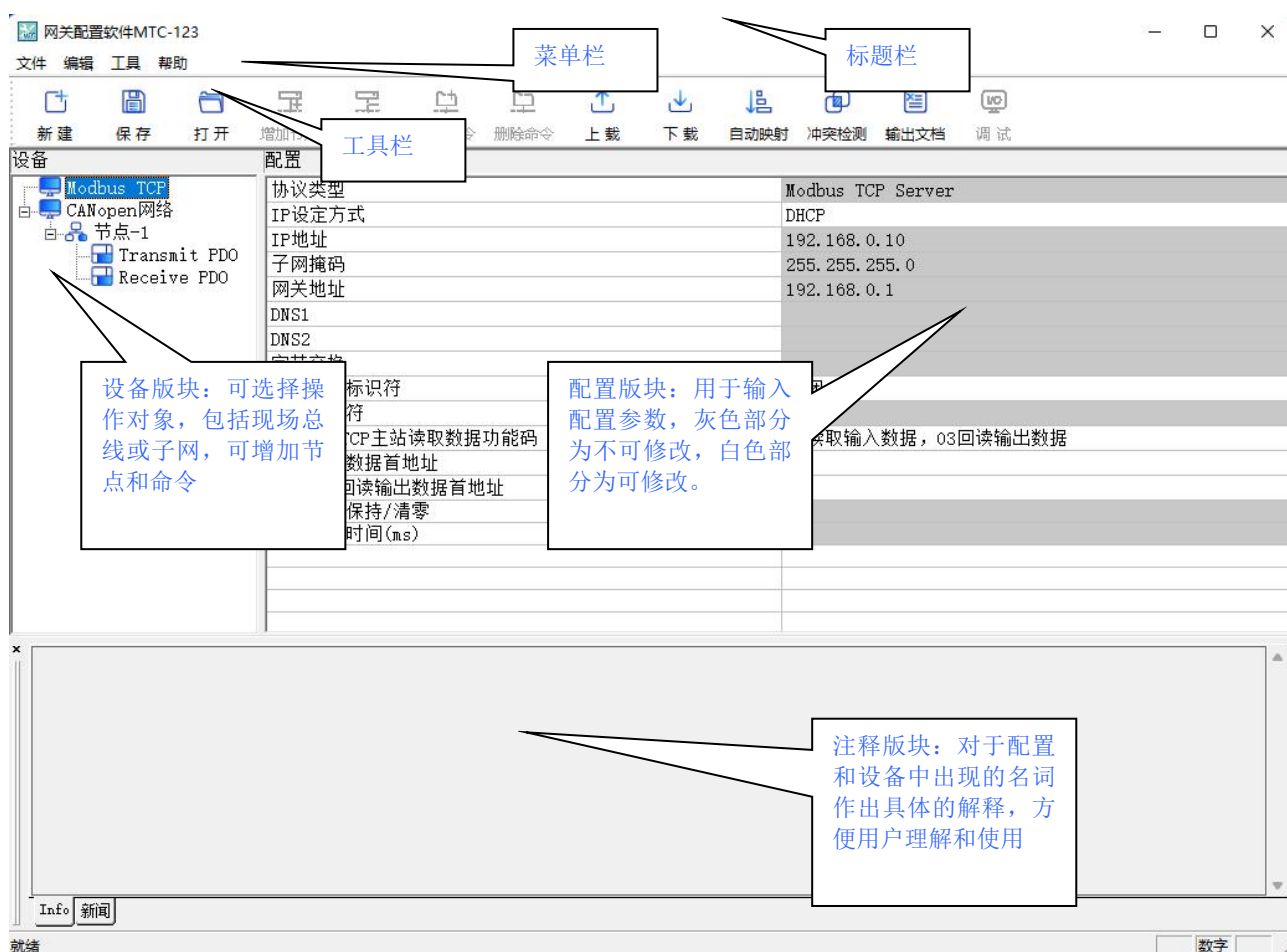 网关配置软件MTC-123
菜单栏
标题栏
文件 编辑 工具 帮助
新建 保存 打开 删除命令 上载 下载 自动映射 冲突检测 输出文档 调试
工具栏
设备
配置
Modbus TCP
CANopen网络
节点-1
Transmit PDO
Receive PDO
协议类型 Modbus TCP Server
IP设定方式 DHCP
IP地址 192.168.0.10
子网掩码 255.255.255.0
网关地址 192.168.0.1
DNS1
DNS2
标识符
符
CP主站读取数据功能码 读取输入数据，03回读输出数据
数据首地址
回读输出数据首地址
保持/清零
时间(ms)
设备版块：可选择操
作对象，包括现场总
线或子网，可增加节
点和命令
配置版块：用于输入
配置参数，灰色部分
为不可修改，白色部
分为可修改。
注释版块：对于配置
和设备中出现的名词
作出具体的解释，方
便用户理解和使用
Info 新闻
就绪
数字